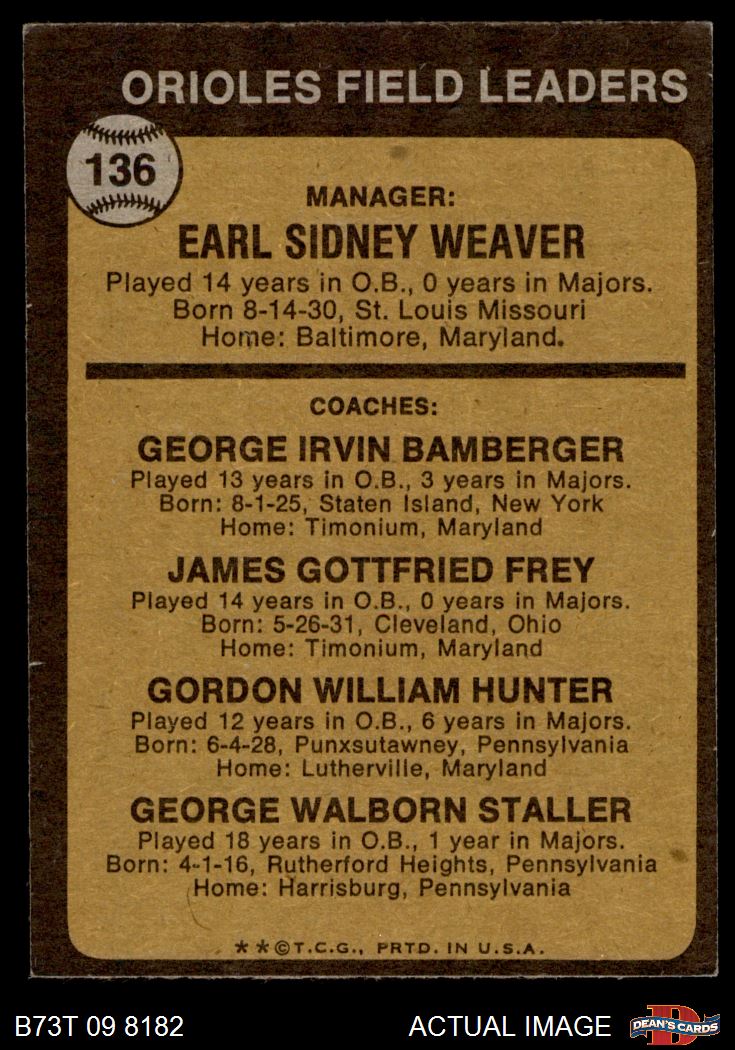 ORIOLES FIELD LEADERS
136
MANAGER:
EARL SIDNEY WEAVER
Played 14 years in O.B., 0 years in Majors.
Born 8-14-30, St. Louis Missouri
Home: Baltimore, Maryland.
COACHES:
GEORGE IRVIN BAMBERGER
Played 13 years in O.B., 3 years in Majors.
Born: 8-1-25, Staten Island, New York
Home: Timonium, Maryland
JAMES GOTTFRIED FREY
Played 14 years in O.B., 0 years in Majors.
Born: 5-26-31, Cleveland, Ohio
Home: Timonium, Maryland
GORDON WILLIAM HUNTER
Played 12 years in O.B., 6 years in Majors.
Born: 6-4-28, Punxsutawney, Pennsylvania
Home: Lutherville, Maryland
GEORGE WALBORN STALLER
Played 18 years in O.B., 1 year in Majors.
Born: 4-1-16, Rutherford Heights, Pennsylvania
Home: Harrisburg, Pennsylvania
★ ★ © T.C.G., PRTD. IN U.S.A.
B73T 09 8182 ACTUAL IMAGE D DEAN'S CARDS